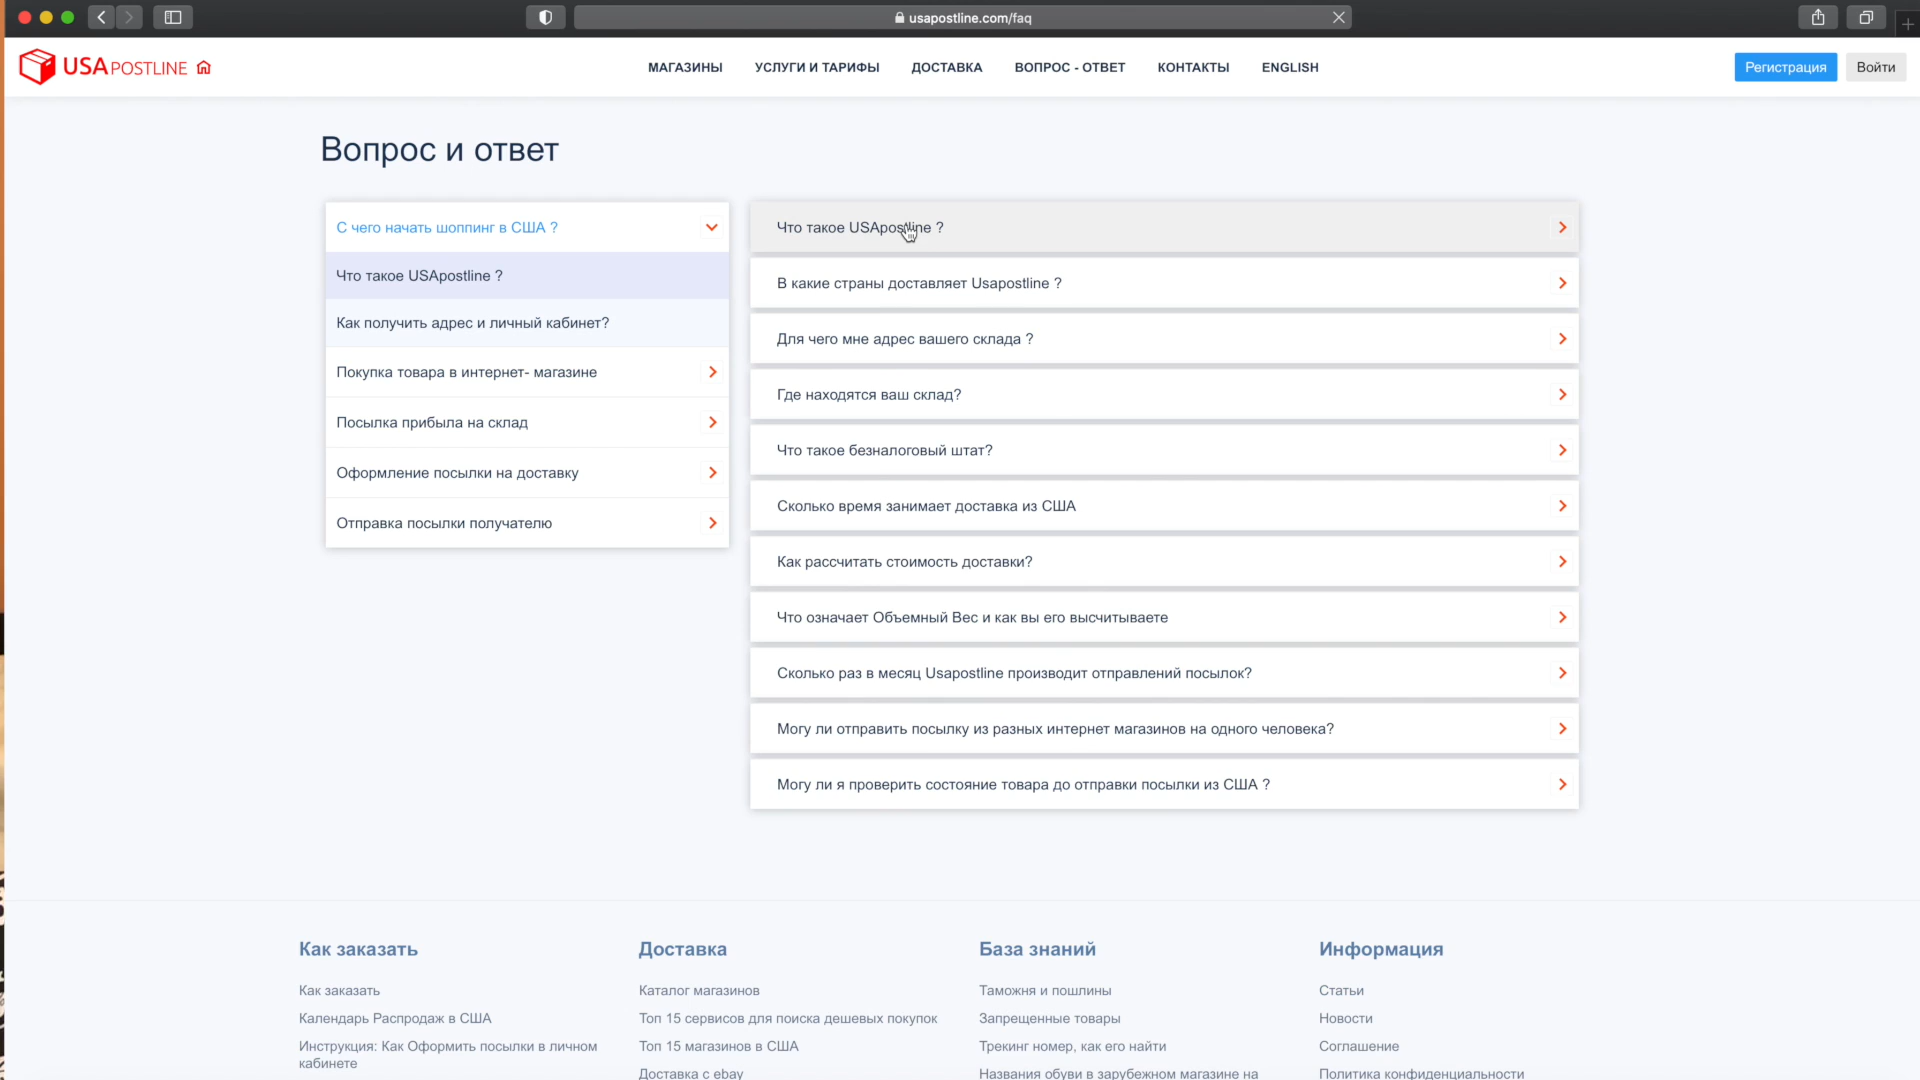 usapostline.com/faq
USAPOSTLINE
МАГАЗИНЫ
УСЛУГИ И ТАРИФЫ
ДОСТАВКА
ВОПРОС - ОТВЕТ
КОНТАКТЫ
ENGLISH
Регистрация
Войти
Вопрос и ответ
С чего начать шоппинг в США ?
Что такое USApostline ?
Как получить адрес и личный кабинет?
Покупка товара в интернет- магазине
Посылка прибыла на склад
Оформление посылки на доставку
Отправка посылки получателю
Что такое USApostline ?
В какие страны доставляет Usapostline ?
Для чего мне адрес вашего склада ?
Где находятся ваш склад?
Что такое безналоговый штат?
Сколько время занимает доставка из США
Как рассчитать стоимость доставки?
Что означает Объемный Вес и как вы его высчитываете
Сколько раз в месяц Usapostline производит отправлений посылок?
Могу ли отправить посылку из разных интернет магазинов на одного человека?
Могу ли я проверить состояние товара до отправки посылки из США ?
Как заказать
Как заказать
Календарь Распродаж в США
Инструкция: Как Оформить посылки в личном
кабинете
Доставка
Каталог магазинов
Топ 15 сервисов для поиска дешевых покупок
Топ 15 магазинов в США
Доставка с ebay
База знаний
Таможня и пошлины
Запрещенные товары
Трекинг номер, как его найти
Названия обуви в зарубежном магазине на
Информация
Статьи
Новости
Соглашение
Политика конфиденциальности